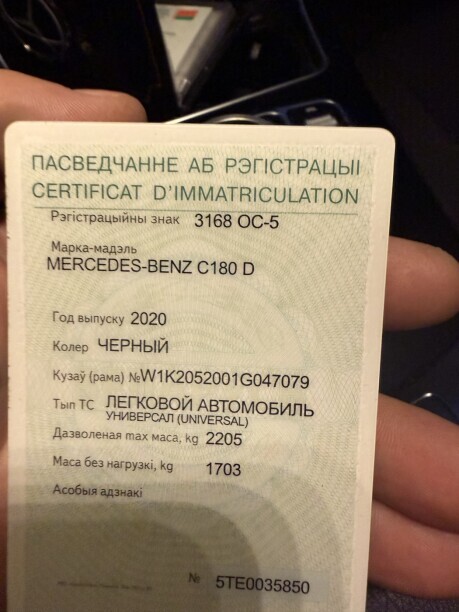 ПАСВЕДЧАННЕ АБ РЭГІСТРАЦЫІ
CERTIFICAT D'IMMATRICULATION
Рэгістрацыйны знак 3168 ОС-5
Марка-мадэль
MERCEDES-BENZ C180 D
Год выпуску 2020
Колер ЧЕРНЫЙ
Кузаў (рама) №W1K2052001G047079
Тып ТС ЛЕГКОВОЙ АВТОМОБИЛЬ
УНИВЕРСАЛ (UNIVERSAL)
Дазволеная max маса, kg 2205
Маса без нагрузкі, kg 1703
Асобыя адзнакі
№ 5TE0035850